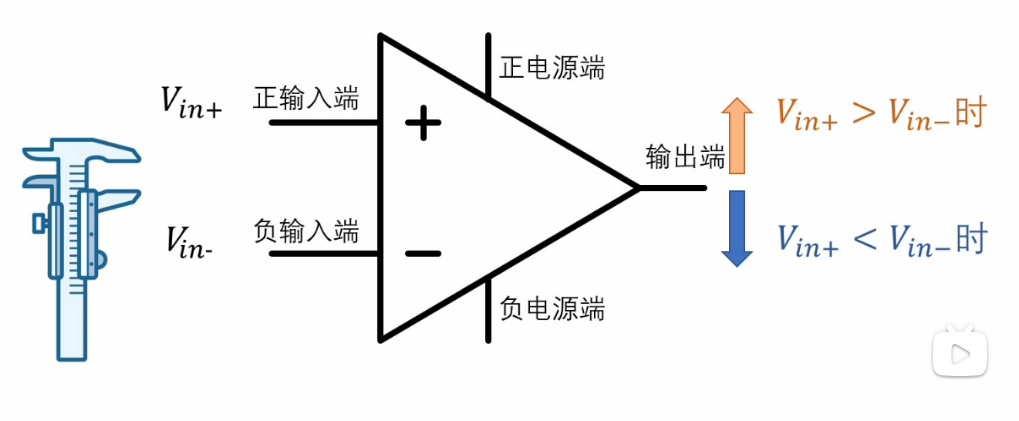 正电源端
V_{in+} 正输入端
+
V_{in+} > V_{in−}时
输出端
V_{in-} 负输入端
−
V_{in+} < V_{in−}时
负电源端